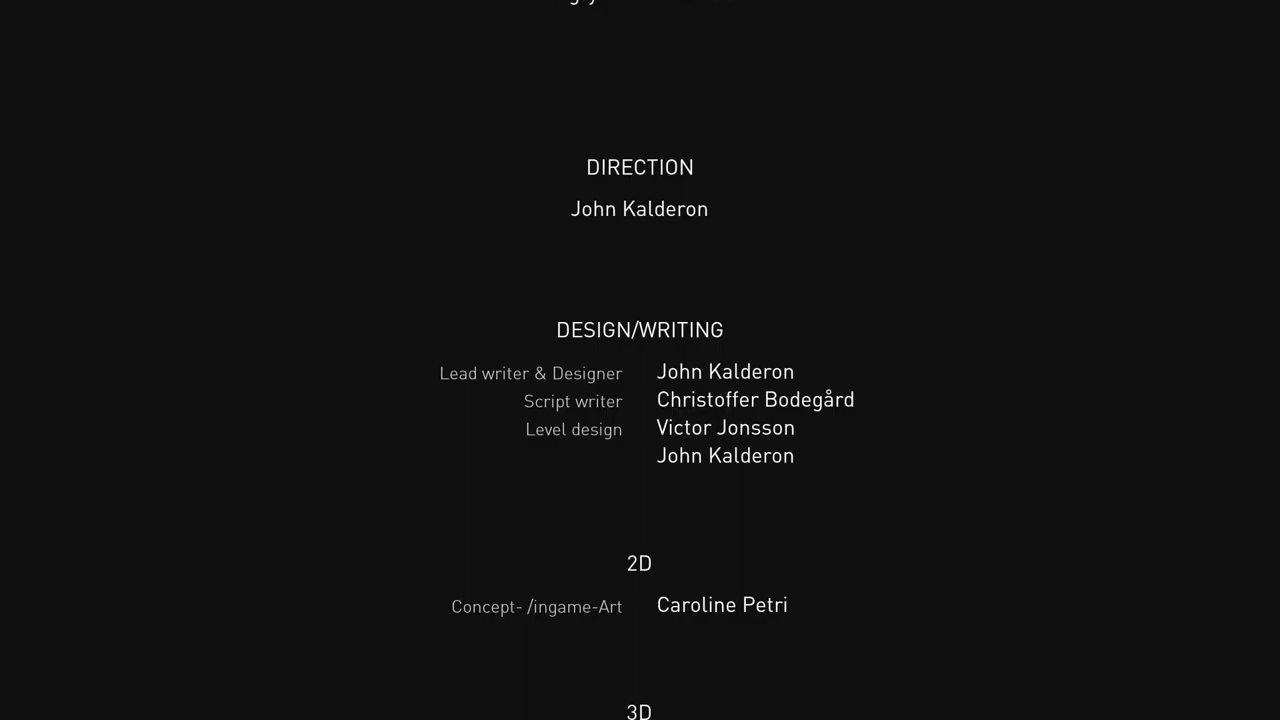 DIRECTION
John Kalderon
DESIGN/WRITING
Lead writer & Designer John Kalderon
Script writer Christoffer Bodegård
Level design Victor Jonsson
John Kalderon
2D
Concept- /ingame-Art Caroline Petri
3D